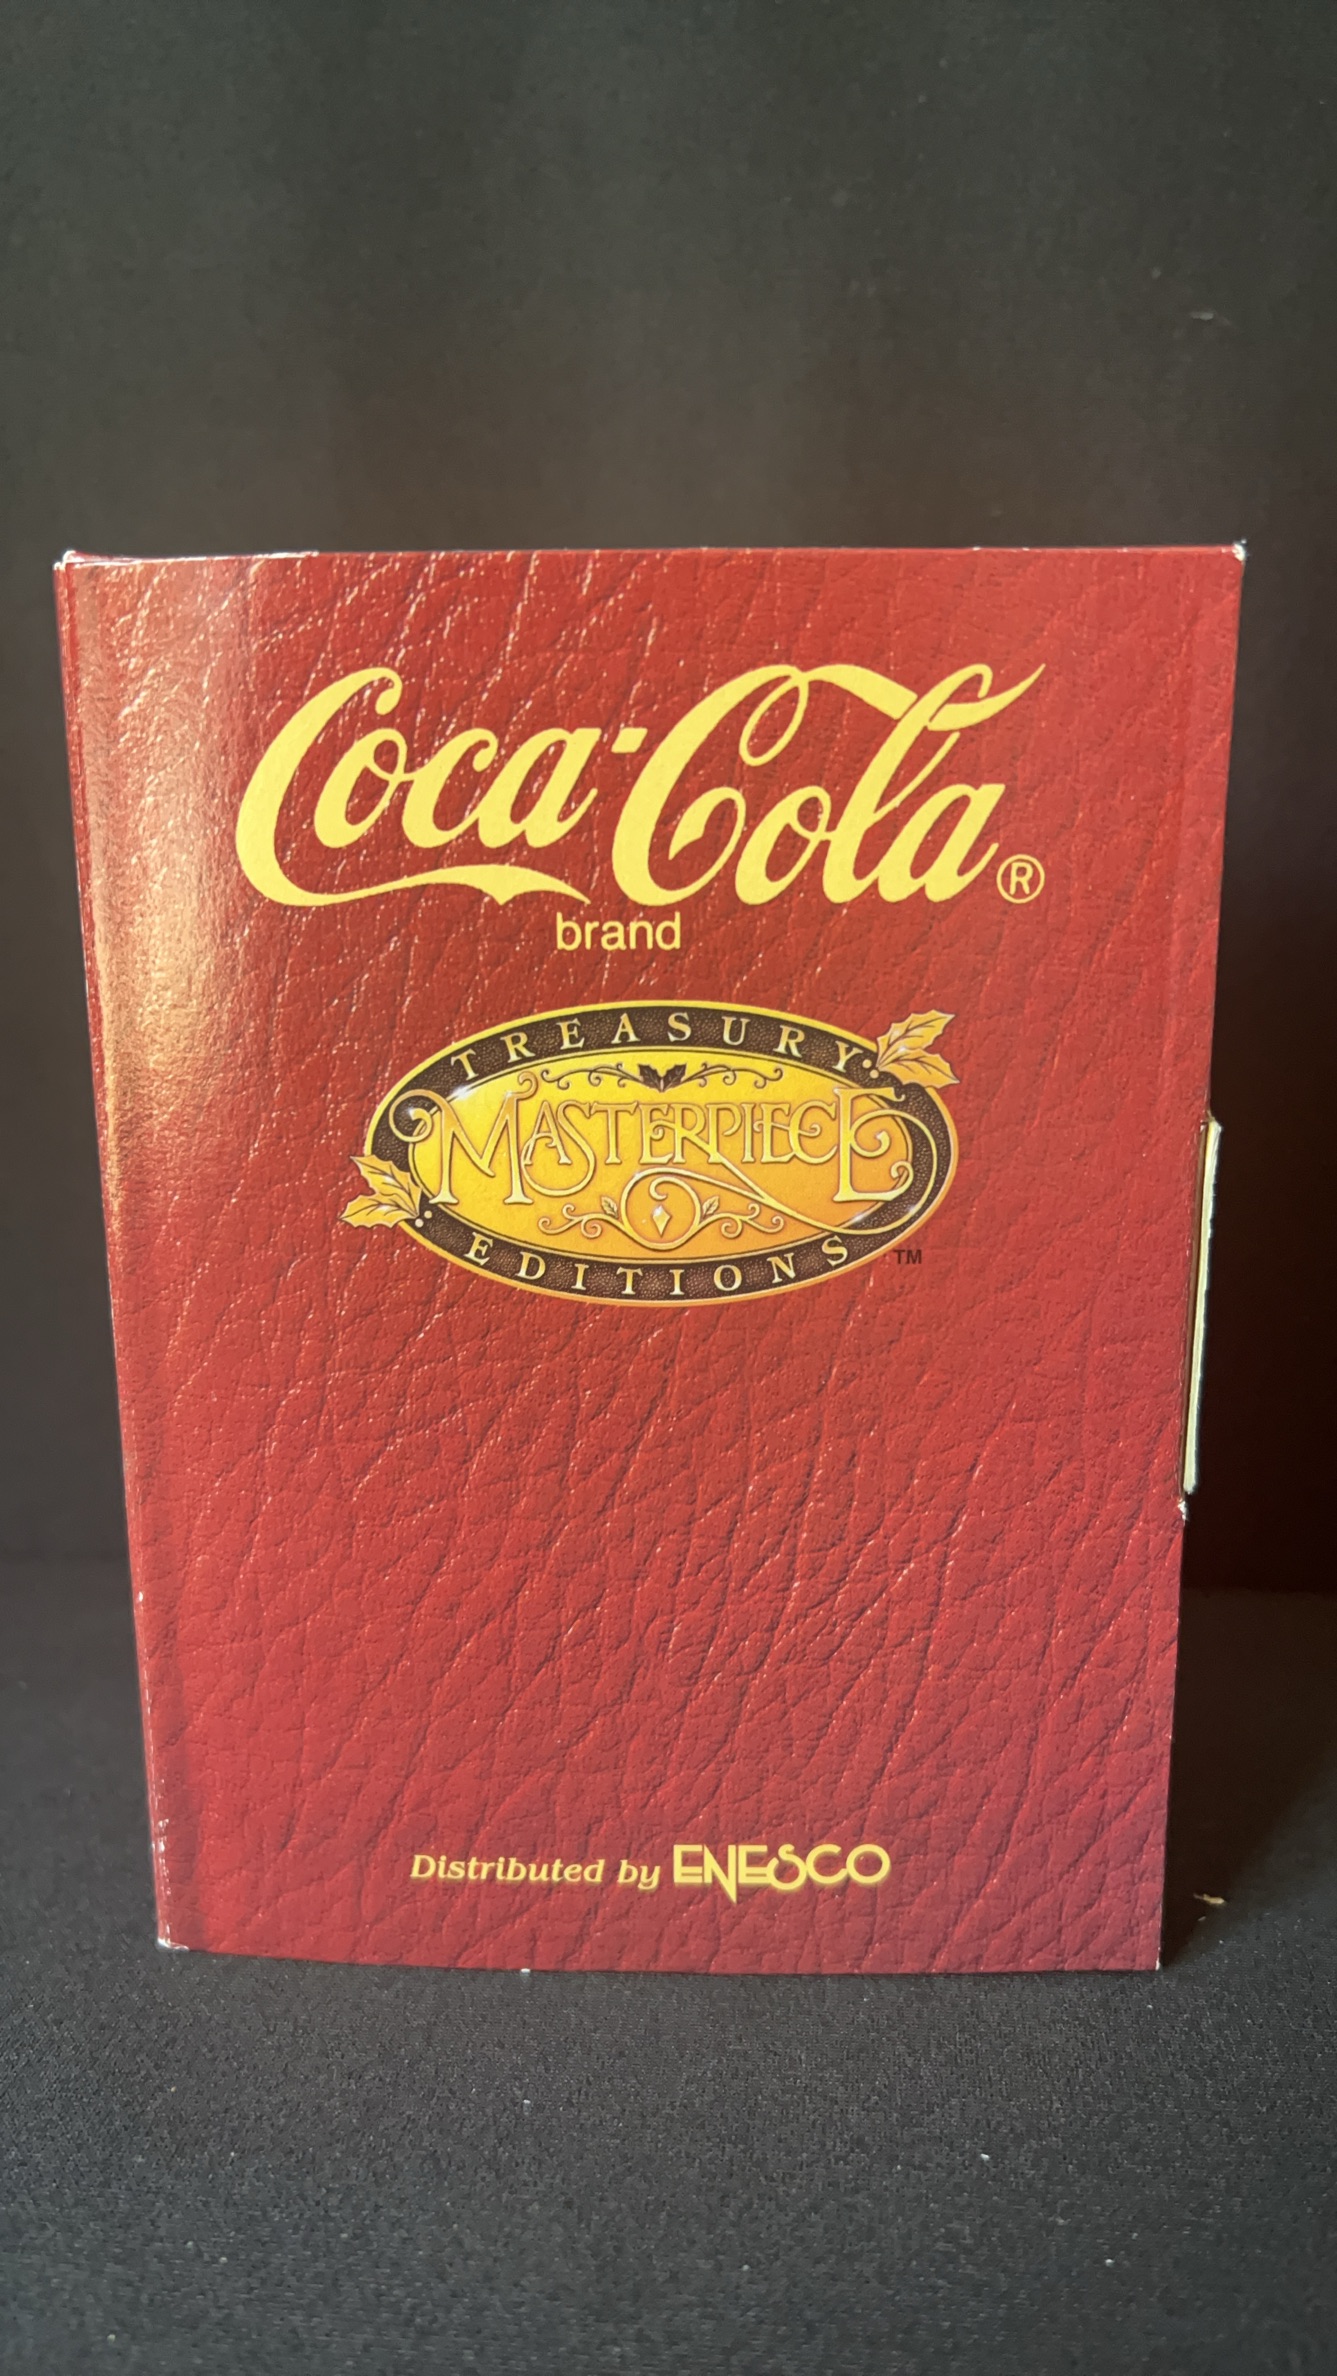 Coca-Cola®
brand
TREASURY
MASTERPIECE
EDITIONS™
Distributed by ENESCO